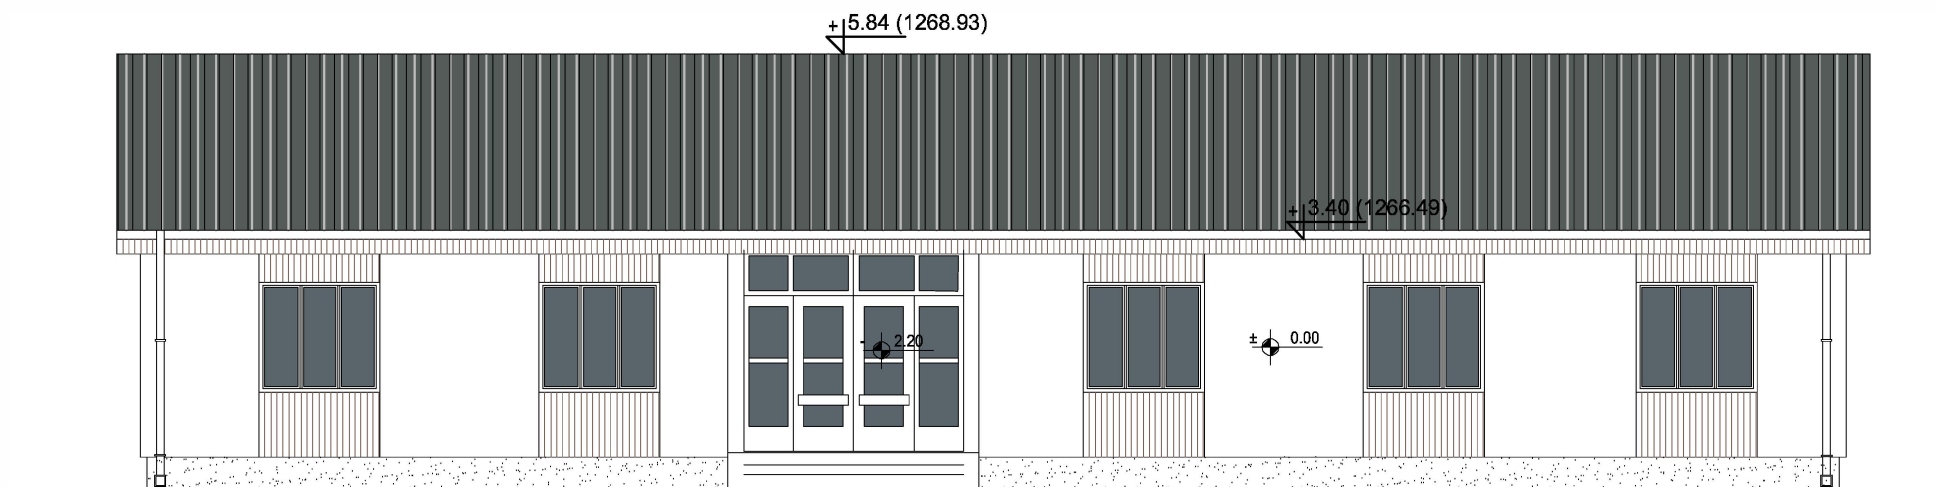 + 5.84 (1268.93)
+ 3.40 (1266.49)
- 2.20
± 0.00